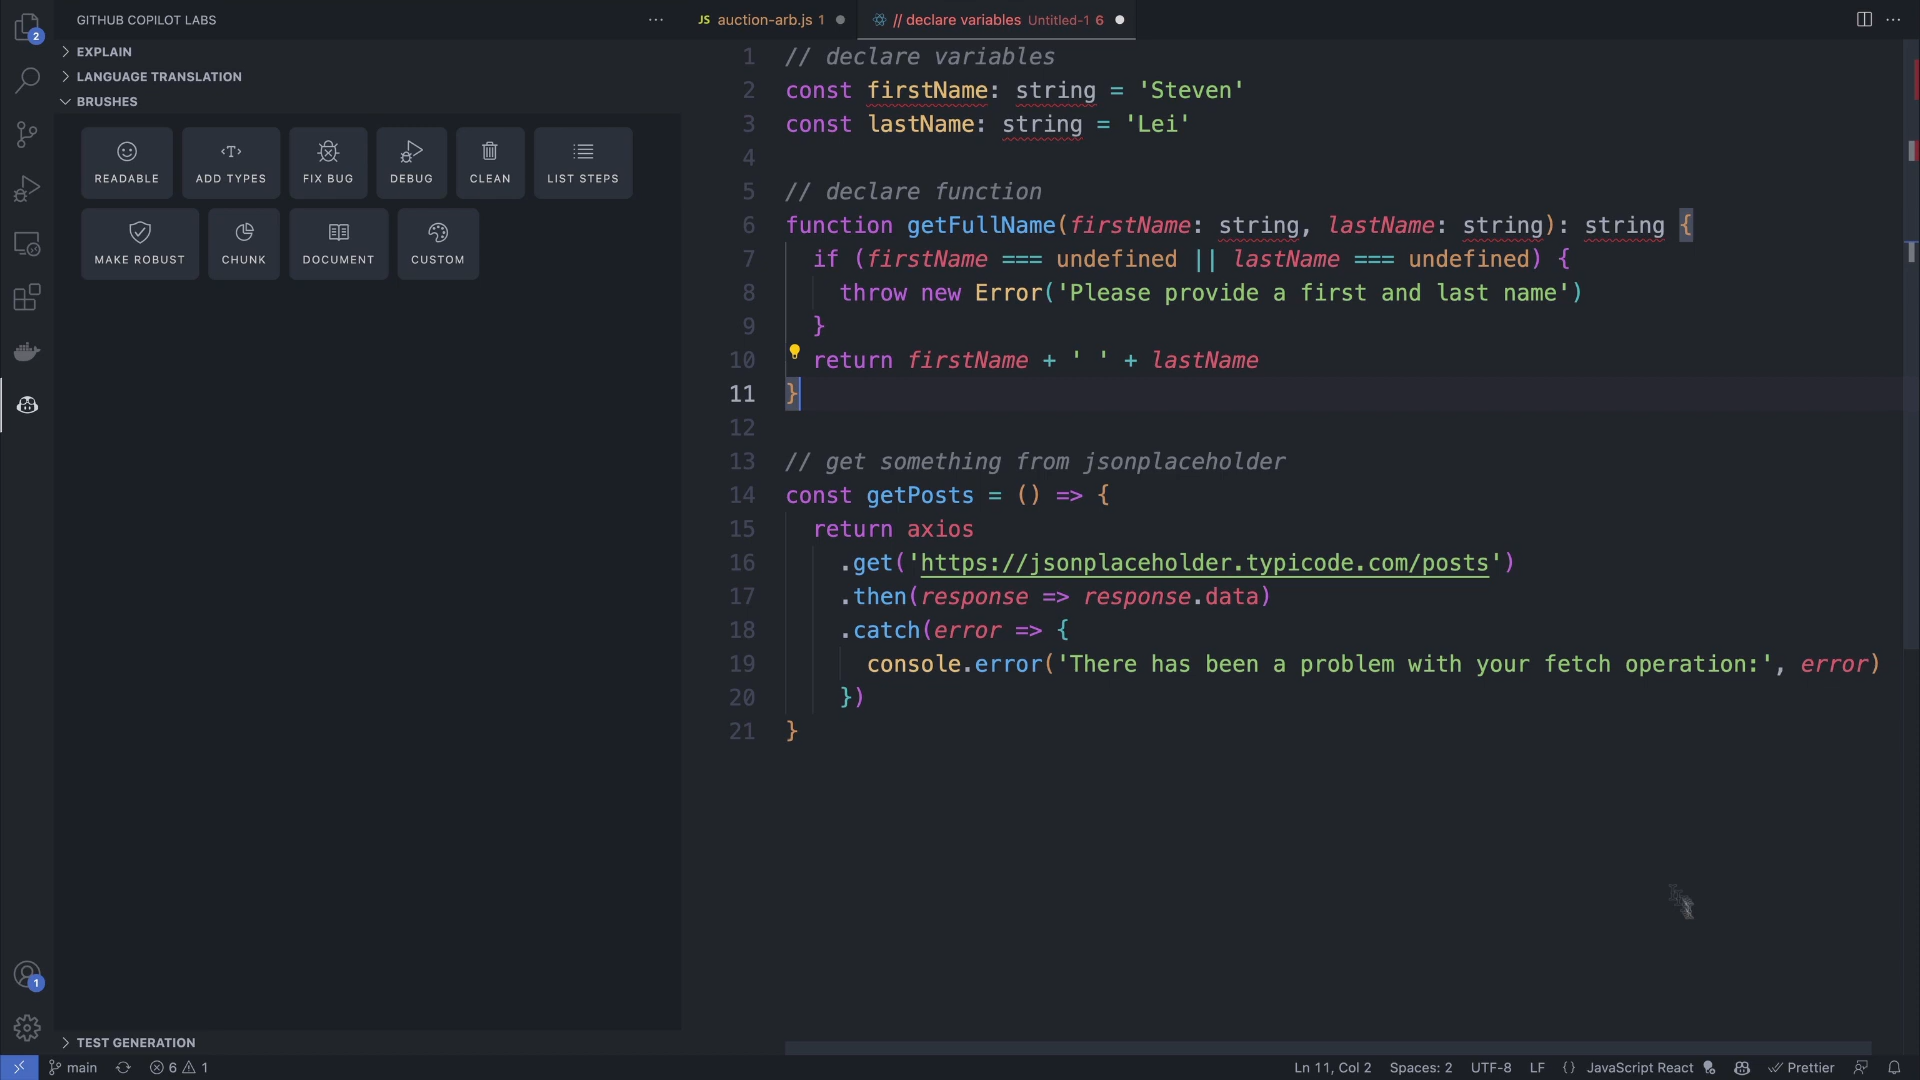 GITHUB COPILOT LABS
EXPLAIN
LANGUAGE TRANSLATION
BRUSHES
READABLE
ADD TYPES
FIX BUG
DEBUG
CLEAN
LIST STEPS
MAKE ROBUST
CHUNK
DOCUMENT
CUSTOM
TEST GENERATION
2
1
JS auction-arb.js 1
// declare variables Untitled-1 6
1 // declare variables
2 const firstName: string = 'Steven'
3 const lastName: string = 'Lei'
4
5 // declare function
6 function getFullName(firstName: string, lastName: string): string {
7 if (firstName === undefined || lastName === undefined) {
8 throw new Error('Please provide a first and last name')
9 }
10 return firstName + ' ' + lastName
11 }
12
13 // get something from jsonplaceholder
14 const getPosts = () => {
15 return axios
16 .get('https://jsonplaceholder.typicode.com/posts')
17 .then(response => response.data)
18 .catch(error => {
19 console.error('There has been a problem with your fetch operation:', error)
20 })
21 }
main
6 1
Ln 11, Col 2
Spaces: 2
UTF-8
LF
{} JavaScript React
Prettier